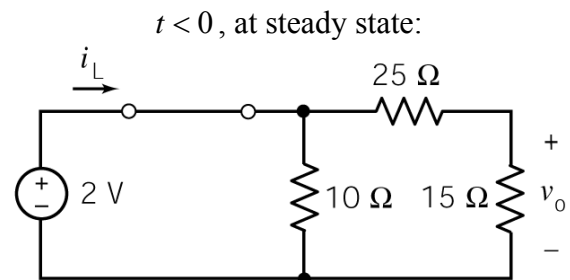 t < 0, at steady state:
i_L
25 Ω
+
2 V
10 Ω
15 Ω
+
v_o
−